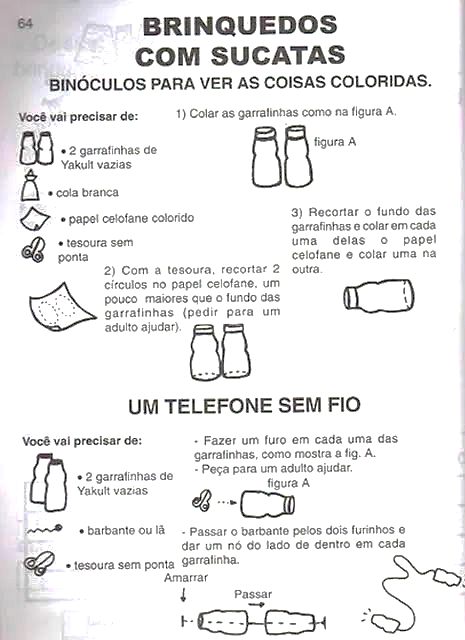 64
BRINQUEDOS
COM SUCATAS
BINÓCULOS PARA VER AS COISAS COLORIDAS.
Você vai precisar de:
• 2 garrafinhas de
Yakult vazias
• cola branca
• papel celofane colorido
• tesoura sem
ponta
1) Colar as garrafinhas como na figura A.
figura A
2) Com a tesoura, recortar 2
círculos no papel celofane, um
pouco maiores que o fundo das
garrafinhas (pedir para um
adulto ajudar).
3) Recortar o fundo das
garrafinhas e colar em cada
uma delas o papel
celofane e colar uma na
outra.
UM TELEFONE SEM FIO
Você vai precisar de:
• 2 garrafinhas de
Yakult vazias
• barbante ou lã
• tesoura sem ponta
- Fazer um furo em cada uma das
garrafinhas, como mostra a fig. A.
- Peça para um adulto ajudar.
figura A
- Passar o barbante pelos dois furinhos e
dar um nó do lado de dentro em cada
garrafinha.
Amarrar
Passar